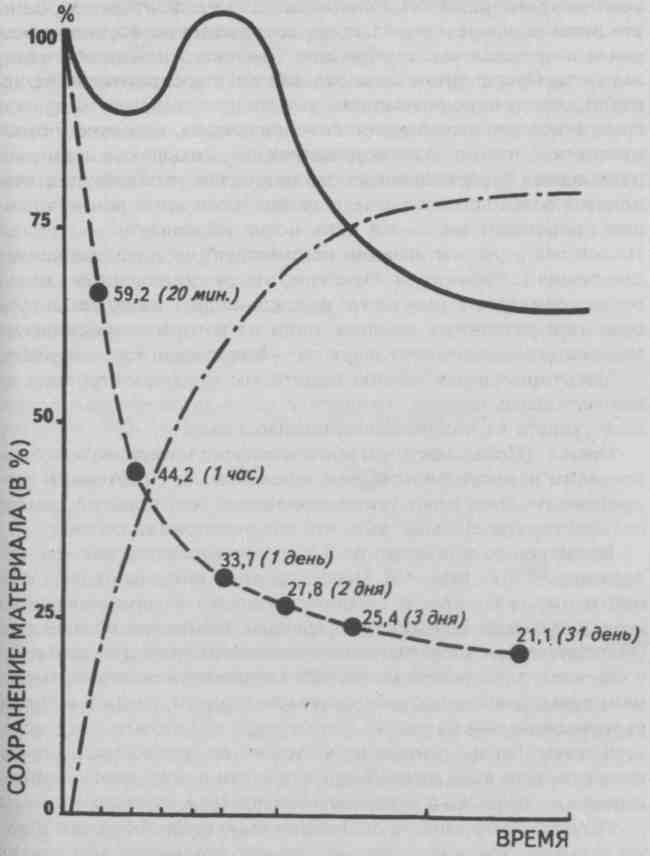 %
100
75
59,2 (20 мин.)
50
44,2 (1 час)
33,7 (1 день)
27,8 (2 дня)
25,4 (3 дня)
25
21,1 (31 день)
0
СОХРАНЕНИЕ МАТЕРИАЛА (В %)
ВРЕМЯ